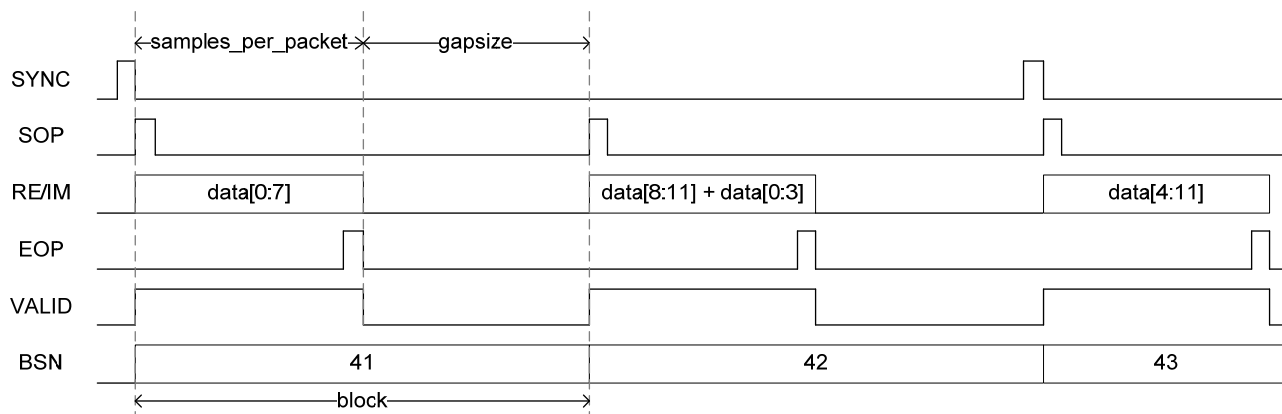 samples_per_packet gapsize
SYNC
SOP
RE/IM data[0:7] data[8:11] + data[0:3] data[4:11]
EOP
VALID
BSN 41 42 43
block